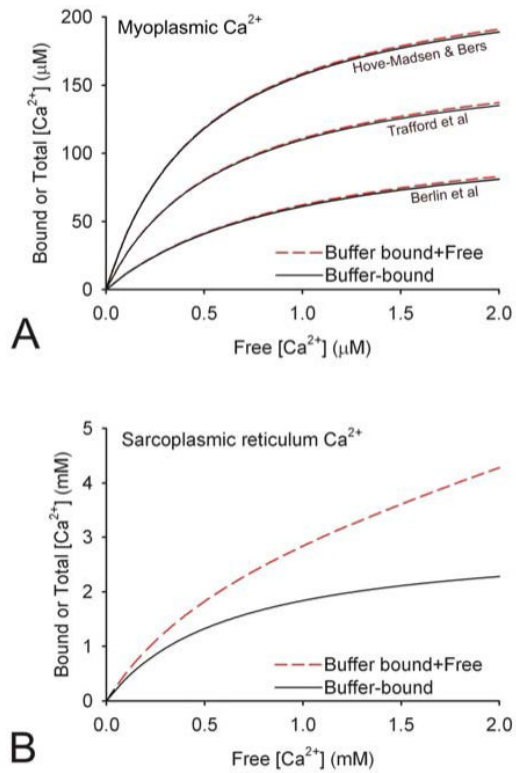 Myoplasmic Ca²⁺
Bound or Total [Ca²⁺] (µM)
200
150
100
50
0
Hove-Madsen & Bers
Trafford et al
Berlin et al
Buffer bound+Free
Buffer-bound
0.0 0.5 1.0 1.5 2.0
Free [Ca²⁺] (µM)
A
Sarcoplasmic reticulum Ca²⁺
Bound or Total [Ca²⁺] (mM)
5
4
3
2
1
0
Buffer bound+Free
Buffer-bound
0.0 0.5 1.0 1.5 2.0
Free [Ca²⁺] (mM)
B